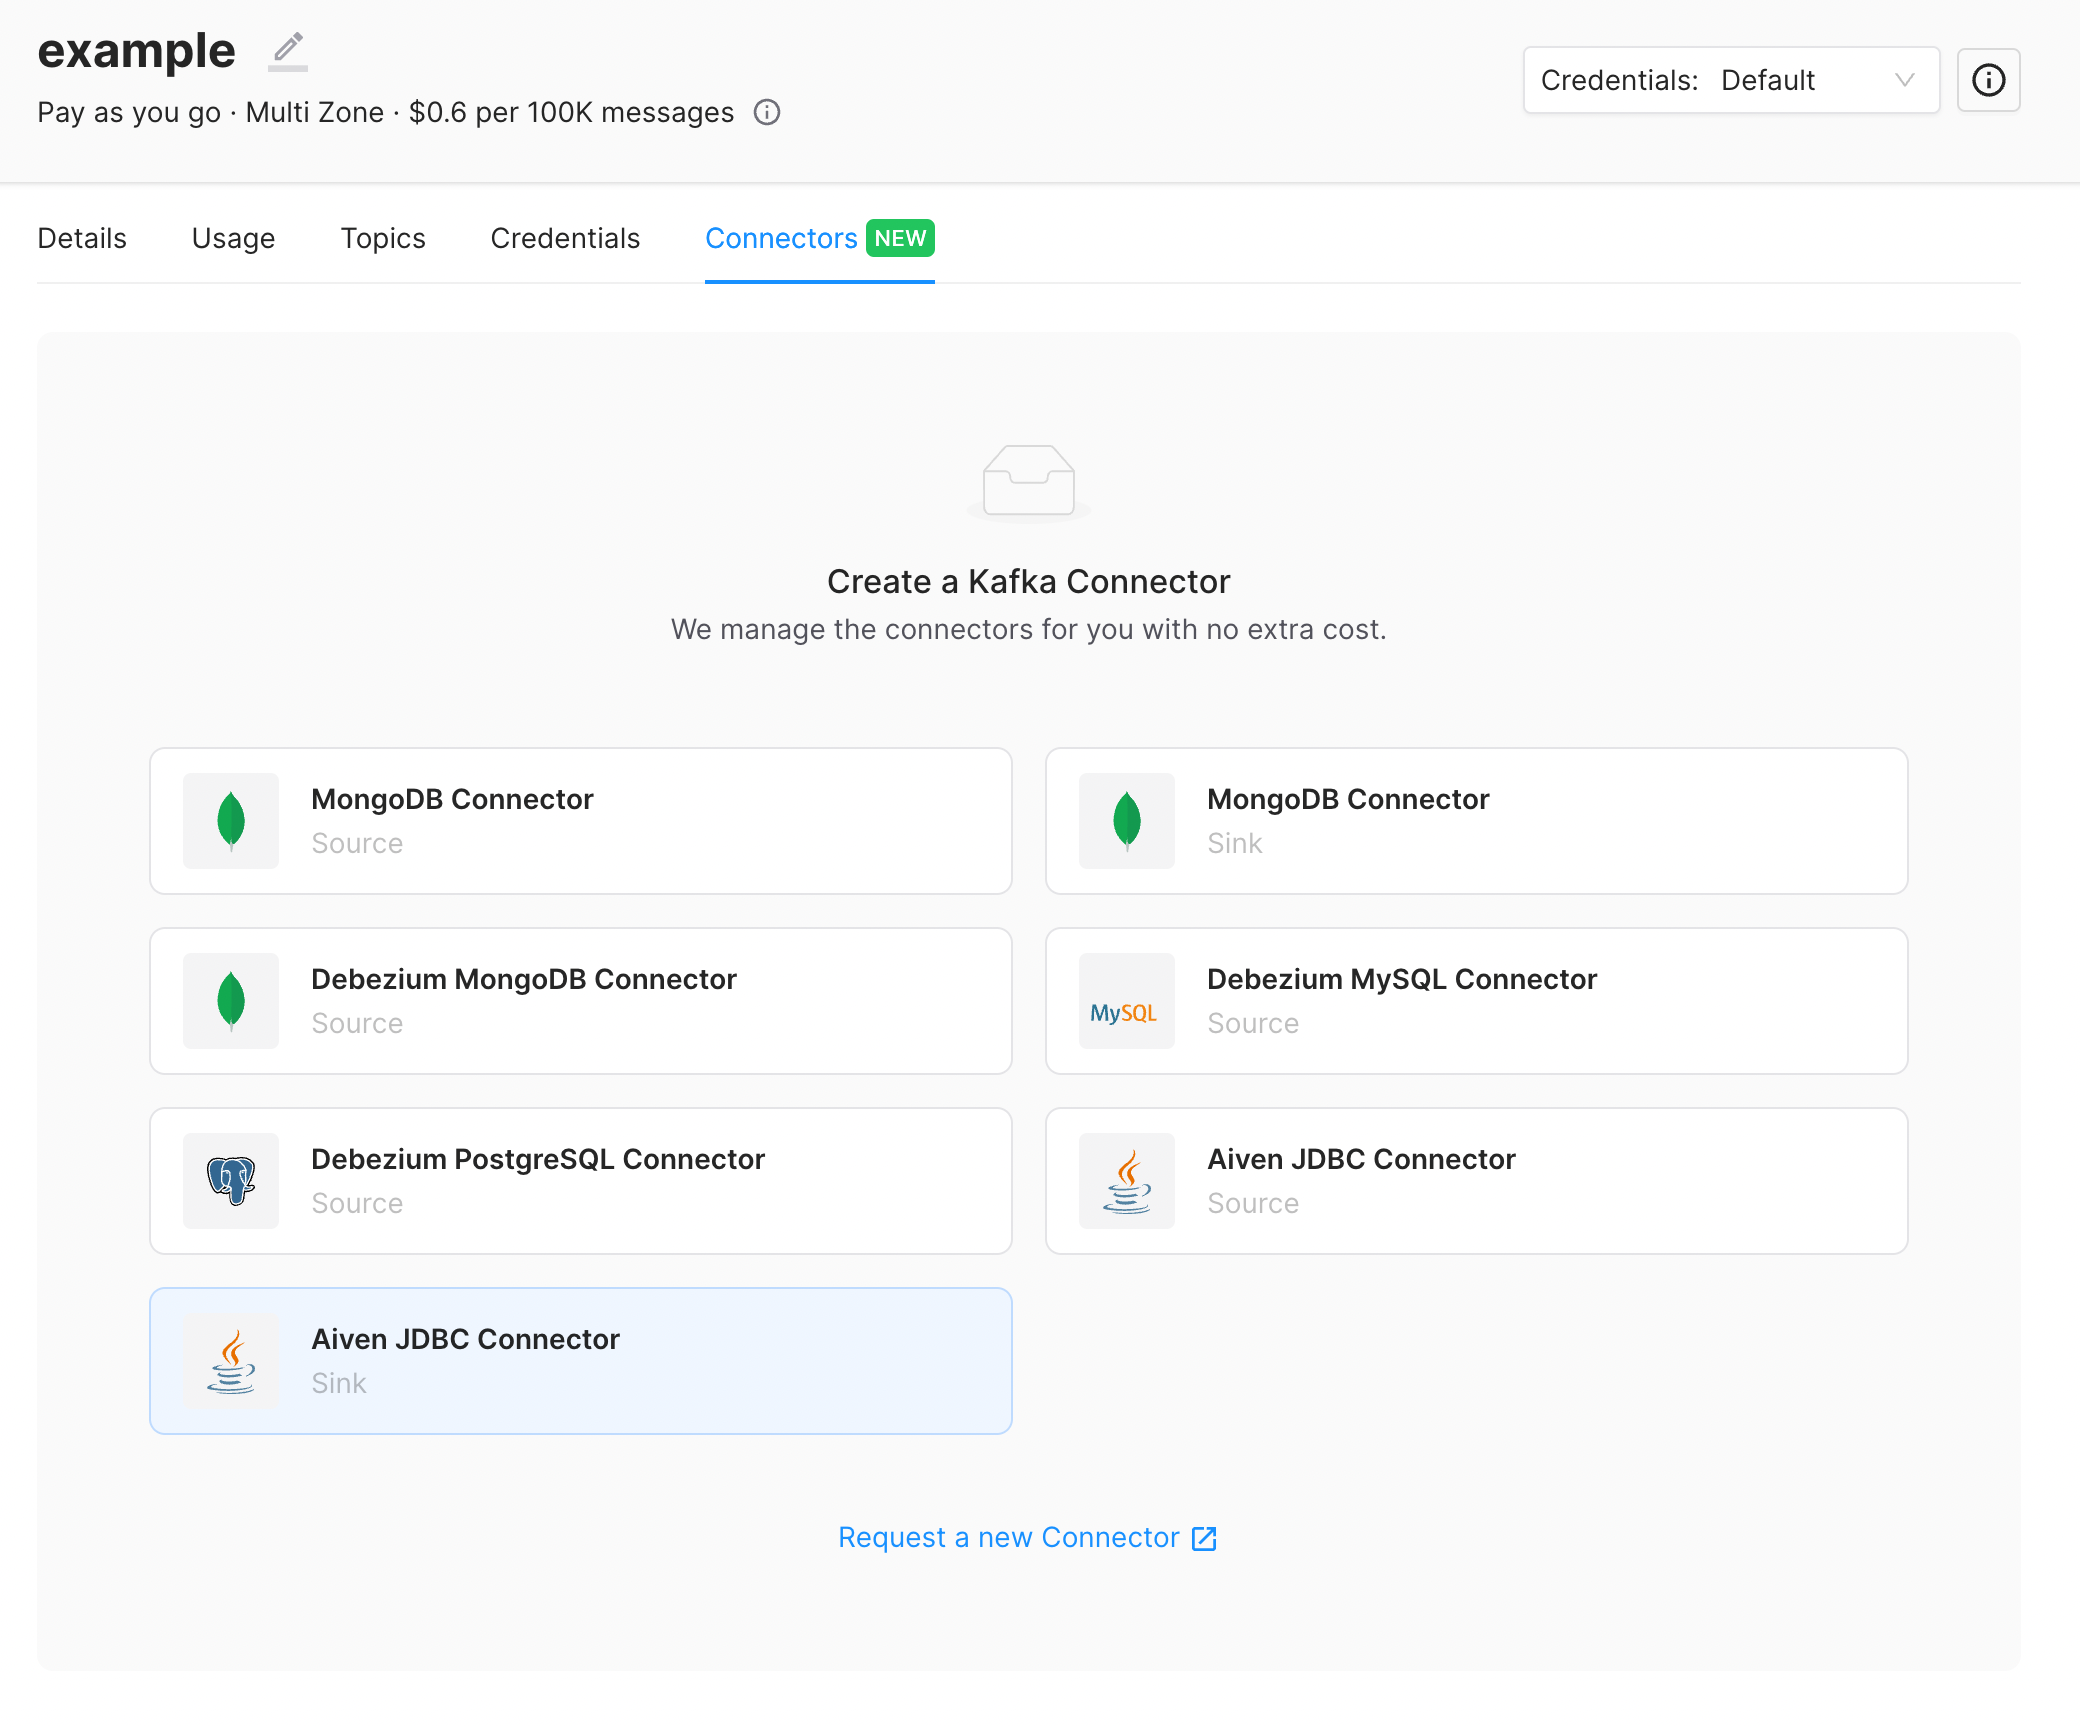 example
Pay as you go · Multi Zone · $0.6 per 100K messages
Credentials: Default
Details Usage Topics Credentials Connectors NEW
Create a Kafka Connector
We manage the connectors for you with no extra cost.
MongoDB Connector
Source
MongoDB Connector
Sink
Debezium MongoDB Connector
Source
MySQL
Debezium MySQL Connector
Source
Debezium PostgreSQL Connector
Source
Aiven JDBC Connector
Source
Aiven JDBC Connector
Sink
Request a new Connector